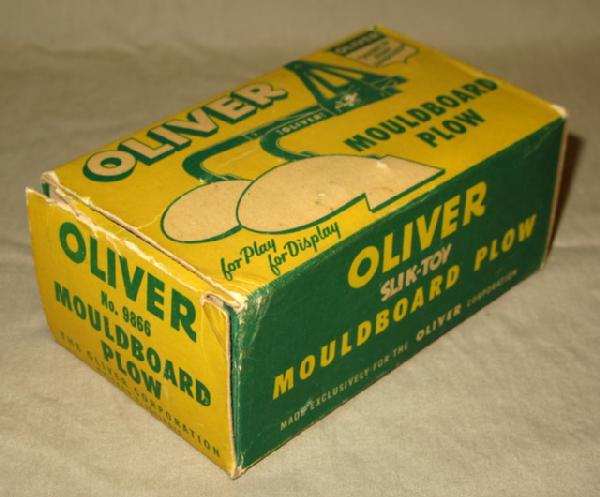 OLIVER
OLIVER
(OLIVER)
MOULDBOARD
PLOW
for Play
for Display
OLIVER
No. 9866
MOULDBOARD
PLOW
THE OLIVER CORPORATION
OLIVER
SLIK-TOY
MOULDBOARD PLOW
MADE EXCLUSIVELY FOR THE OLIVER CORPORATION